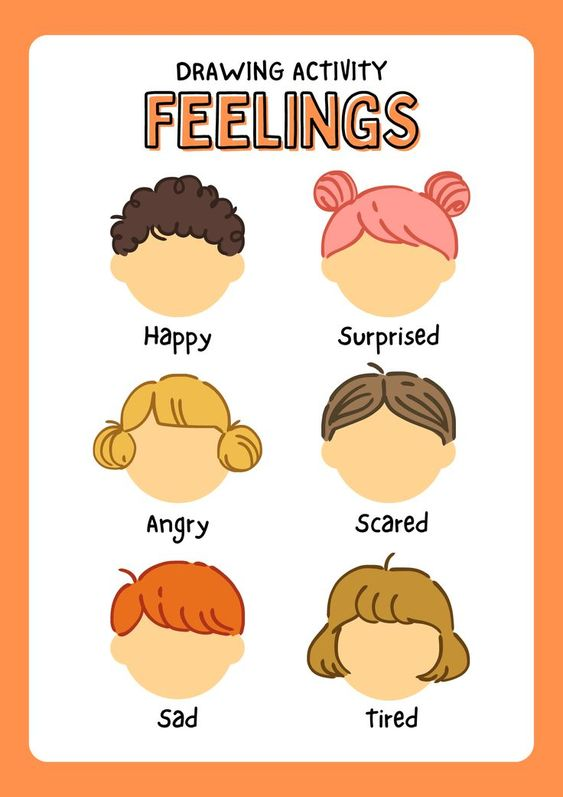 DRAWING ACTIVITY
FEELINGS
Happy
Surprised
Angry
Scared
Sad
Tired